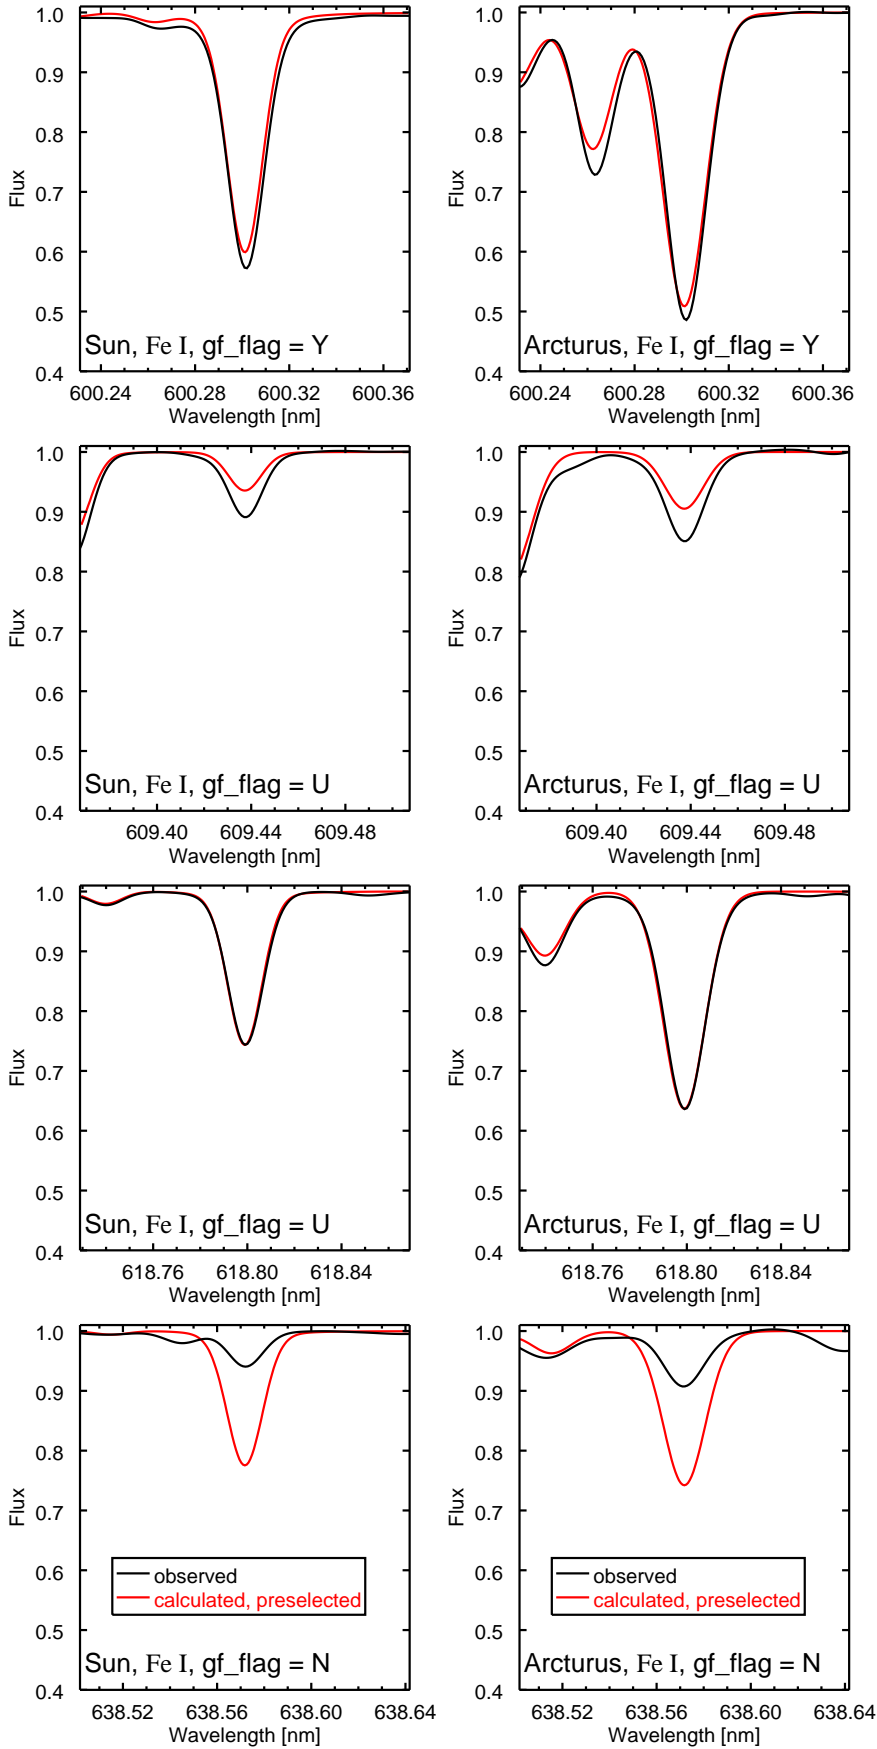 1.0 1.0
0.9 0.9
0.8 0.8
0.7 0.7
Flux Flux
0.6 0.6
0.5 0.5
Sun, Fe I, gf_flag = Y Arcturus, Fe I, gf_flag = Y
0.4 0.4
600.24 600.28 600.32 600.36 600.24 600.28 600.32 600.36
Wavelength [nm] Wavelength [nm]
1.0 1.0
0.9 0.9
0.8 0.8
0.7 0.7
Flux Flux
0.6 0.6
0.5 0.5
Sun, Fe I, gf_flag = U Arcturus, Fe I, gf_flag = U
0.4 0.4
609.40 609.44 609.48 609.40 609.44 609.48
Wavelength [nm] Wavelength [nm]
1.0 1.0
0.9 0.9
0.8 0.8
0.7 0.7
Flux Flux
0.6 0.6
0.5 0.5
Sun, Fe I, gf_flag = U Arcturus, Fe I, gf_flag = U
0.4 0.4
618.76 618.80 618.84 618.76 618.80 618.84
Wavelength [nm] Wavelength [nm]
1.0 1.0
0.9 0.9
0.8 0.8
0.7 0.7
Flux Flux
0.6 0.6
observed observed
calculated, preselected calculated, preselected
0.5 0.5
Sun, Fe I, gf_flag = N Arcturus, Fe I, gf_flag = N
0.4 0.4
638.52 638.56 638.60 638.64 638.52 638.56 638.60 638.64
Wavelength [nm] Wavelength [nm]